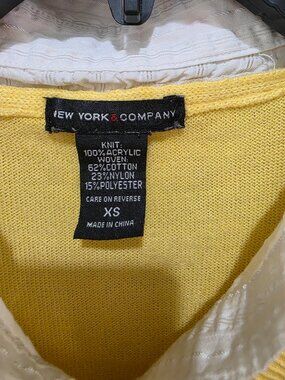 NEW YORK & COMPANY
KNIT:
100%ACRYLIC
WOVEN:
62%COTTON
23%NYLON
15%POLYESTER
CARE ON REVERSE
XS
MADE IN CHINA